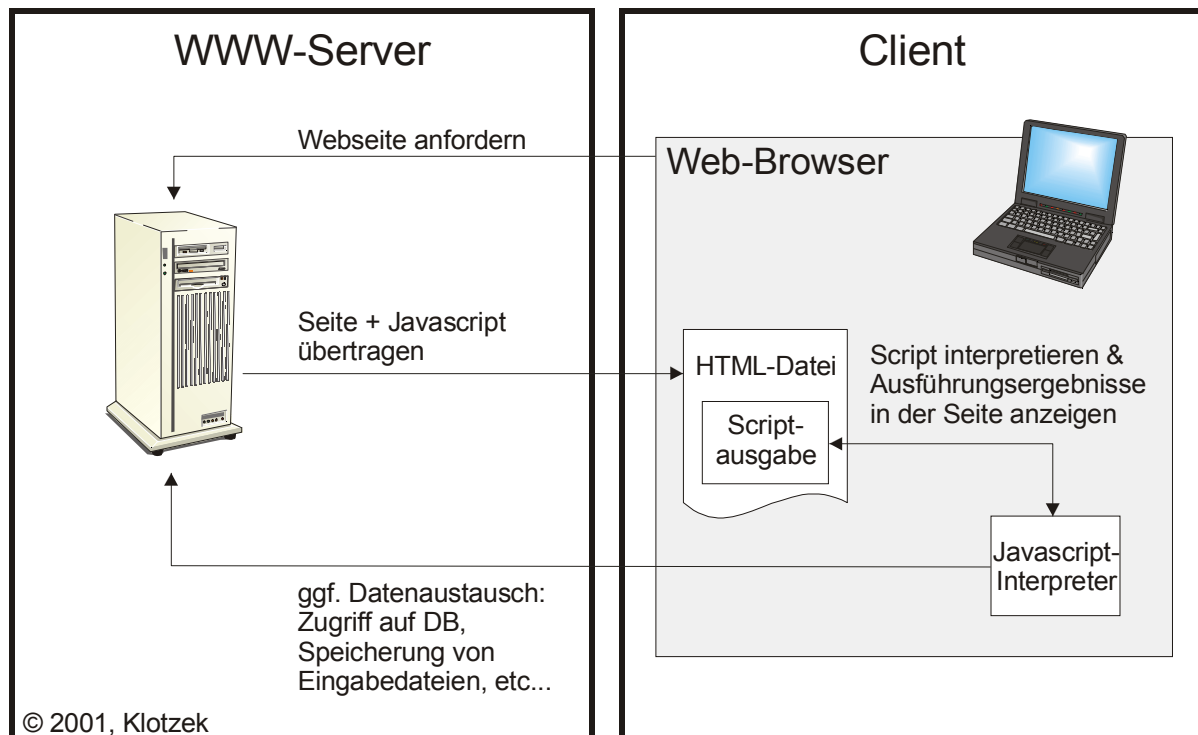 WWW-Server
Client
Webseite anfordern
Web-Browser
Seite + Javascript
übertragen
HTML-Datei
Script-
ausgabe
Script interpretieren &
Ausführungsergebnisse
in der Seite anzeigen
Javascript-
Interpreter
ggf. Datenaustausch:
Zugriff auf DB,
Speicherung von
Eingabedateien, etc...
© 2001, Klotzek